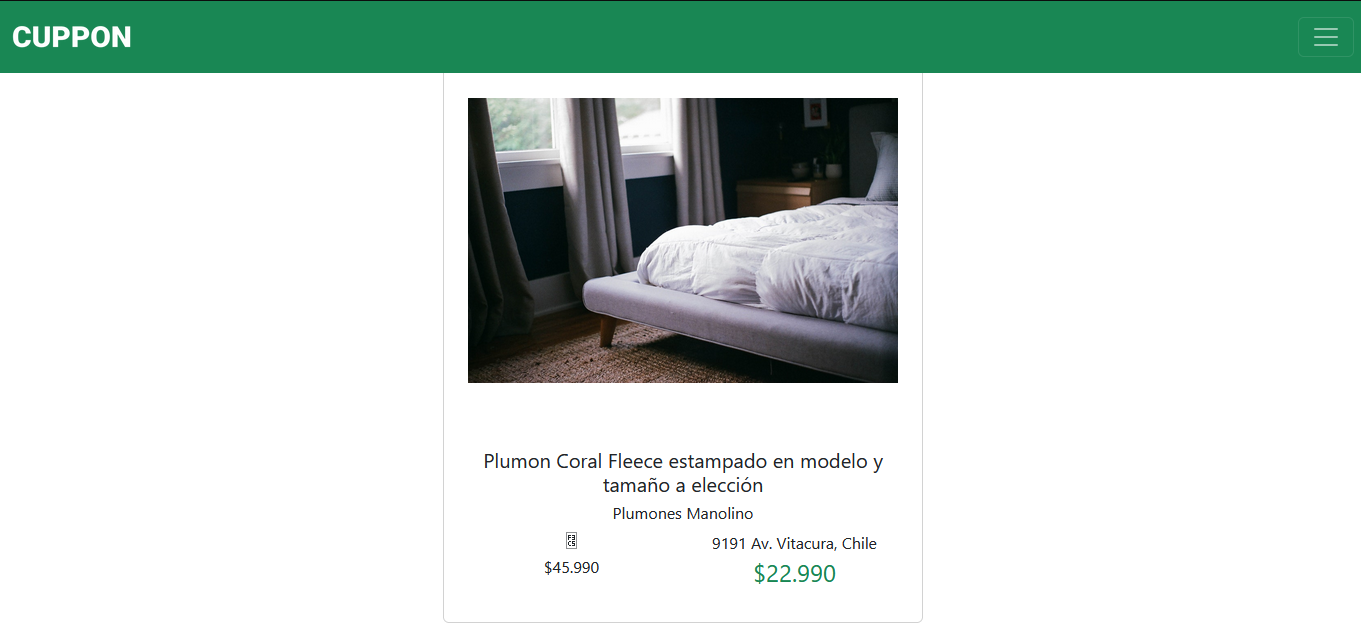 CUPPON
Plumon Coral Fleece estampado en modelo y
tamaño a elección
Plumones Manolino
9191 Av. Vitacura, Chile
$45.990
$22.990